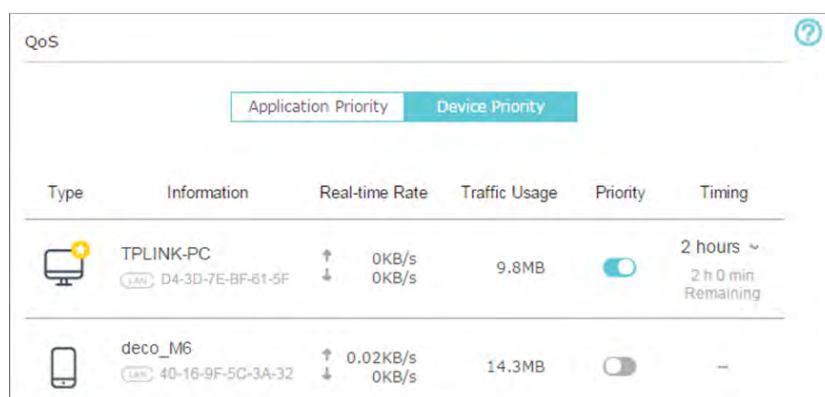 QoS
?
Application Priority Device Priority
Type Information Real-time Rate Traffic Usage Priority Timing
TPLINK-PC
LAN D4-3D-7E-BF-61-5F
↑ 0KB/s
↓ 0KB/s
9.8MB
2 hours
2 h 0 min
Remaining
deco_M6
LAN 40-16-9F-5C-3A-32
↑ 0.02KB/s
↓ 0KB/s
14.3MB
--